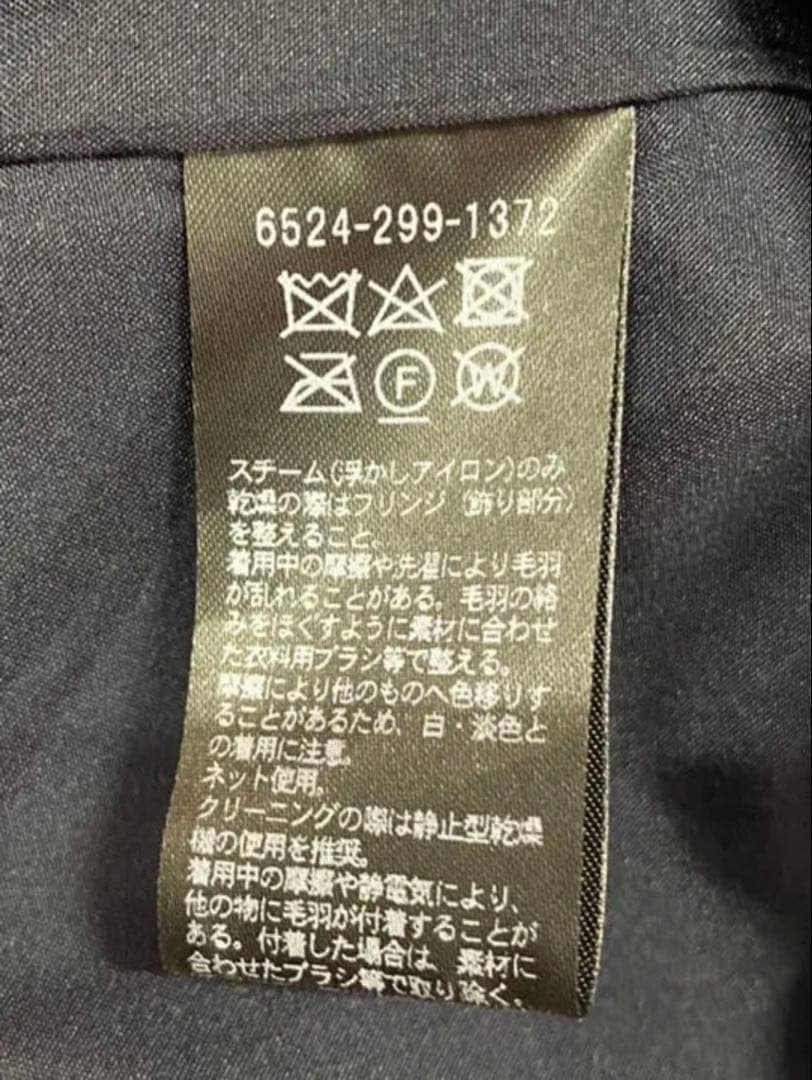 6524-299-1372
F
W
スチーム(浮かしアイロン)のみ
乾燥の際はフリンジ(飾り部分)
を整えること。
着用中の摩擦や洗濯により毛羽
が乱れることがある。毛羽の絡
みをほぐすように素材に合わせ
た衣料用ブラシ等で整える。
摩擦により他のものへ色移りす
ることがあるため、白・淡色と
の着用に注意。
ネット使用。
クリーニングの際は静止型乾燥
機の使用を推奨。
着用中の摩擦や静電気により、
他の物に毛羽が付着することが
ある。付着した場合は、素材に
合わせたブラシ等で取り除く。